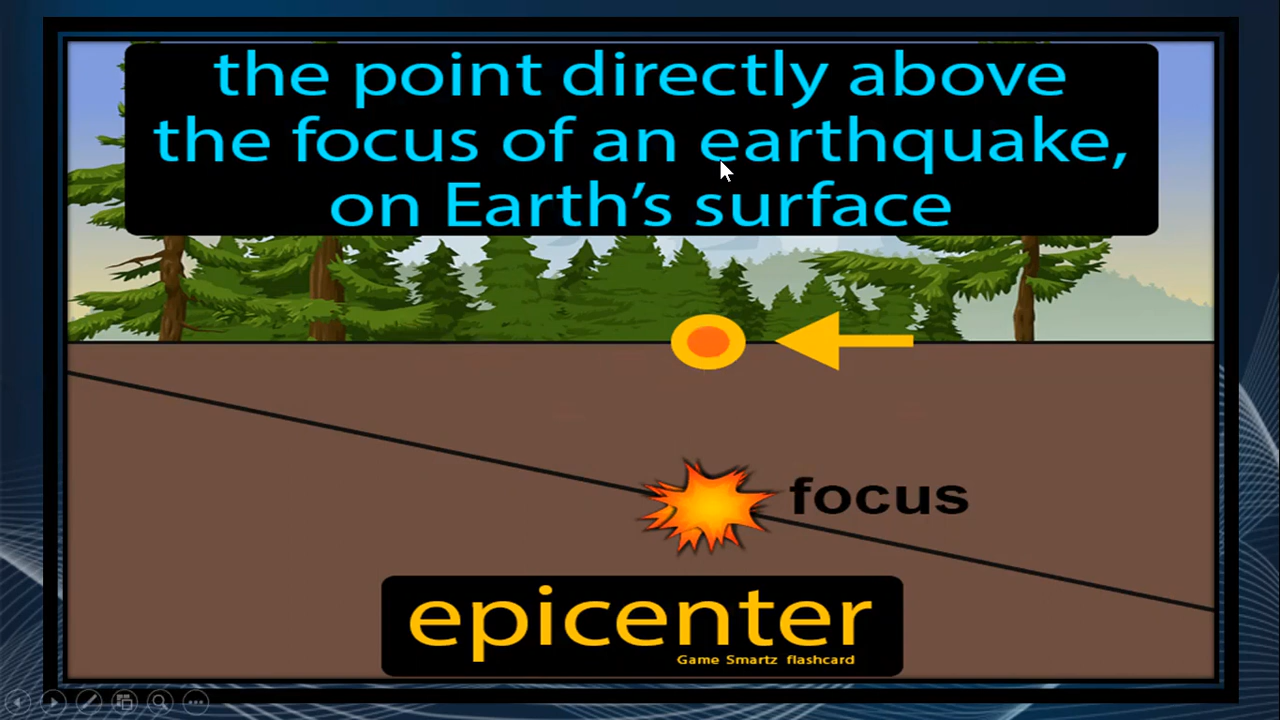 the point directly above
the focus of an earthquake,
on Earth’s surface
focus
epicenter
Game Smartz flashcard